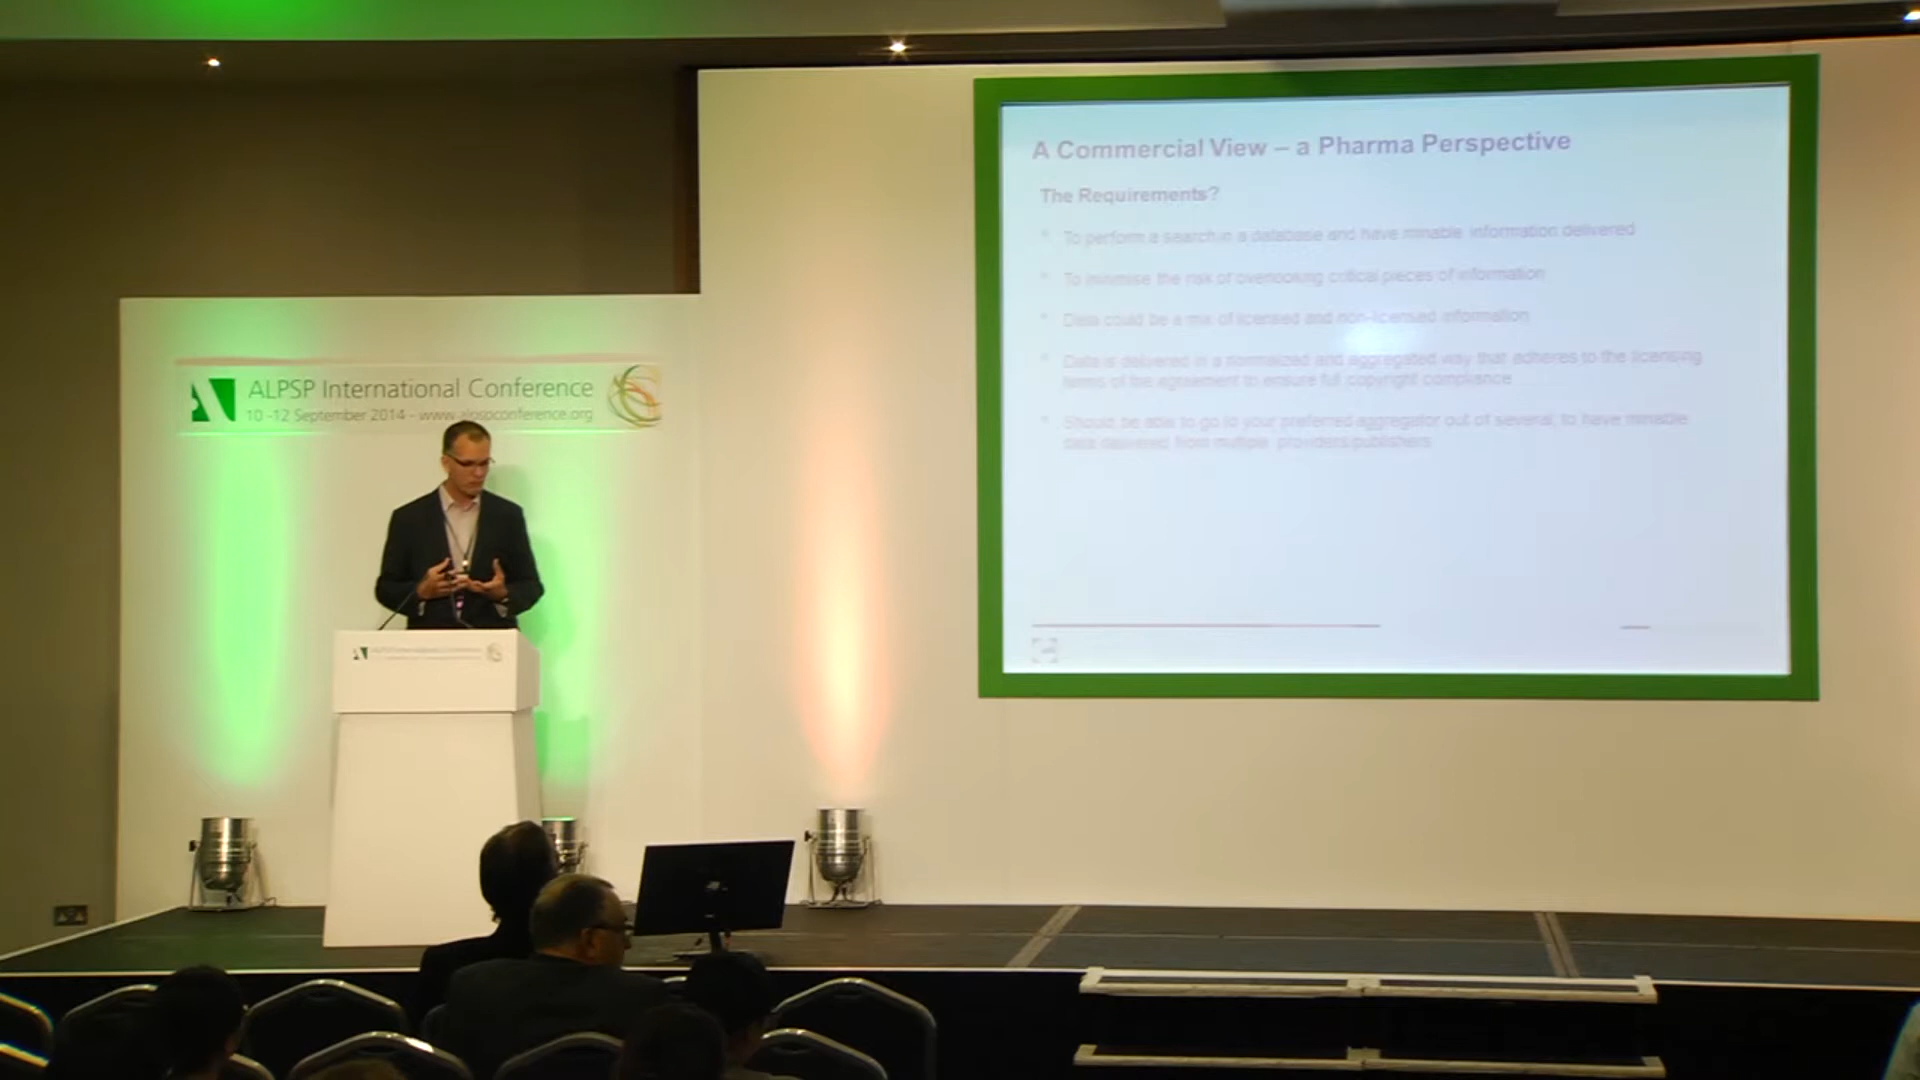 ALPSP International Conference
10 -12 September 2014 - www.alpspconference.org
A Commercial View – a Pharma Perspective
The Requirements?
To perform a search in a database and have minable information delivered
To minimise the risk of overlooking critical pieces of information
Data could be a mix of licensed and non-licensed information
Data is delivered in a normalized and aggregated way that adheres to the licensing
terms of the agreement to ensure full copyright compliance
Should be able to go to your preferred aggregator out of several, to have minable
data delivered from multiple providers/publishers